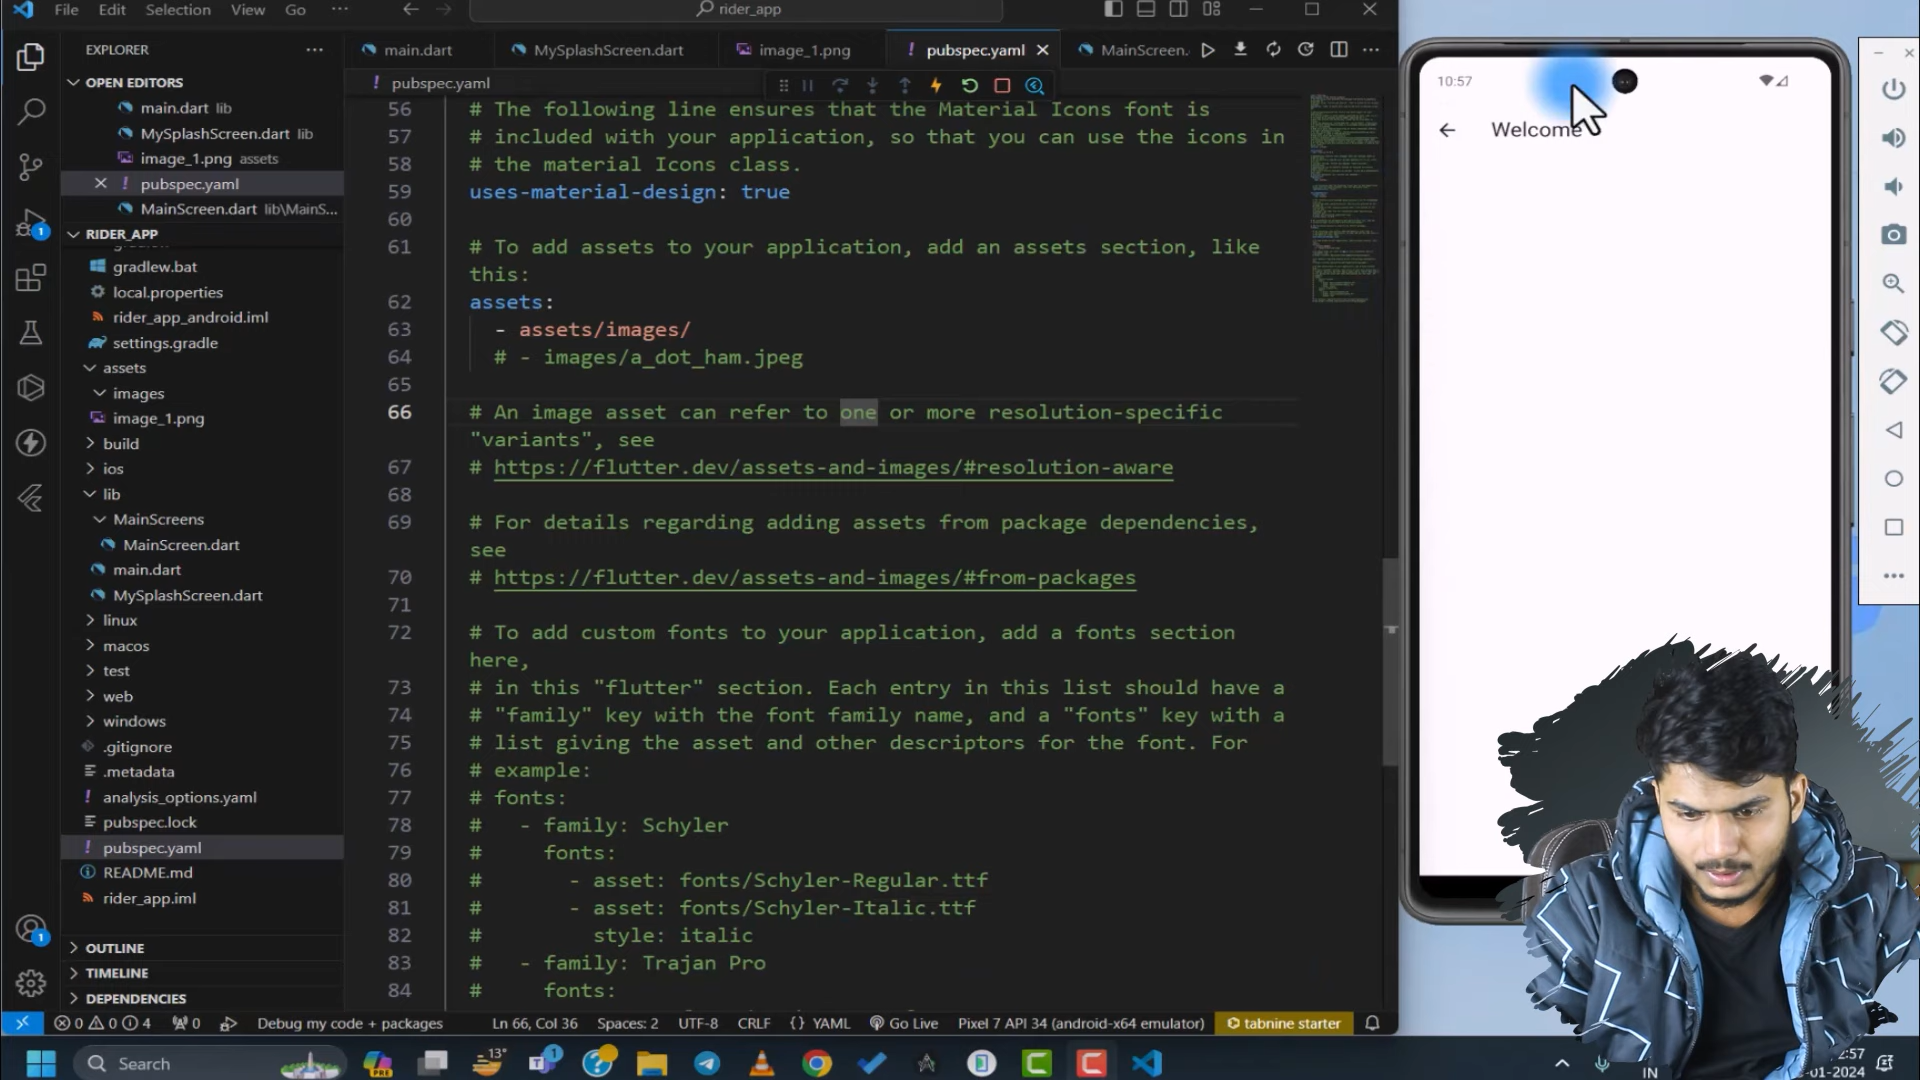 File Edit Selection View Go ··· rider_app
EXPLORER
OPEN EDITORS
main.dart lib
MySplashScreen.dart lib
image_1.png assets
pubspec.yaml
MainScreen.dart lib\MainS...
RIDER_APP
gradlew.bat
local.properties
rider_app_android.iml
settings.gradle
assets
images
image_1.png
build
ios
lib
MainScreens
MainScreen.dart
main.dart
MySplashScreen.dart
linux
macos
test
web
windows
.gitignore
.metadata
analysis_options.yaml
pubspec.lock
pubspec.yaml
README.md
rider_app.iml
OUTLINE
TIMELINE
DEPENDENCIES
main.dart MySplashScreen.dart image_1.png pubspec.yaml MainScreen.
pubspec.yaml
56 # The following line ensures that the Material Icons font is
57 # included with your application, so that you can use the icons in
58 # the material Icons class.
59 uses-material-design: true
60
61 # To add assets to your application, add an assets section, like
this:
62 assets:
63 - assets/images/
64 # - images/a_dot_ham.jpeg
65
66 # An image asset can refer to one or more resolution-specific
"variants", see
67 # https://flutter.dev/assets-and-images/#resolution-aware
68
69 # For details regarding adding assets from package dependencies,
see
70 # https://flutter.dev/assets-and-images/#from-packages
71
72 # To add custom fonts to your application, add a fonts section
here,
73 # in this "flutter" section. Each entry in this list should have a
74 # "family" key with the font family name, and a "fonts" key with a
75 # list giving the asset and other descriptors for the font. For
76 # example:
77 # fonts:
78 # - family: Schyler
79 # fonts:
80 # - asset: fonts/Schyler-Regular.ttf
81 # - asset: fonts/Schyler-Italic.ttf
82 # style: italic
83 # - family: Trajan Pro
84 # fonts:
10:57
Welcome
0 0 4 0 Debug my code + packages Ln 66, Col 36 Spaces: 2 UTF-8 CRLF {} YAML Go Live Pixel 7 API 34 (android-x64 emulator) tabnine starter
Search PRE 13° 1 IN